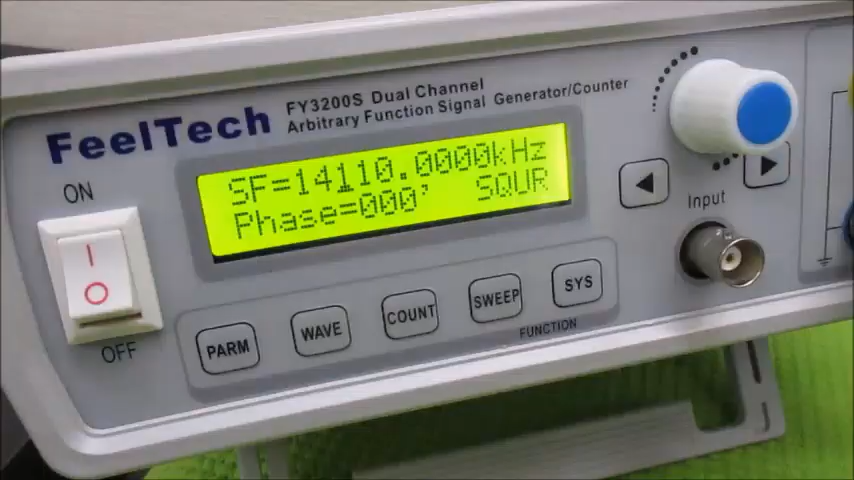 FeelTech
FY3200S Dual Channel
Arbitrary Function Signal Generator/Counter
ON
SF=14110.0000kHz
Phase=000' SQUR
Input
OFF
PARM
WAVE
COUNT
SWEEP
SYS
FUNCTION